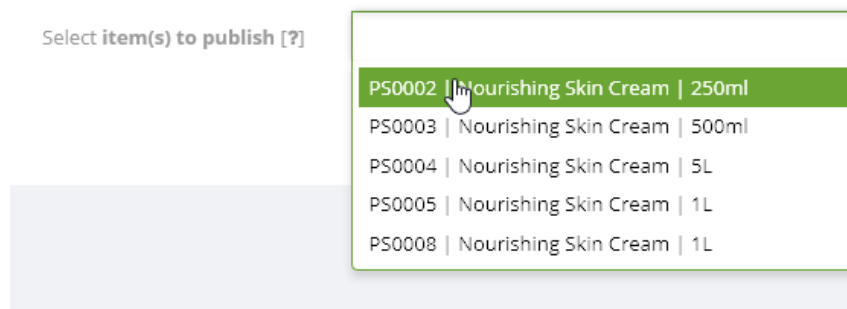 Select item(s) to publish [?]
PS0002 | Nourishing Skin Cream | 250ml
PS0003 | Nourishing Skin Cream | 500ml
PS0004 | Nourishing Skin Cream | 5L
PS0005 | Nourishing Skin Cream | 1L
PS0008 | Nourishing Skin Cream | 1L